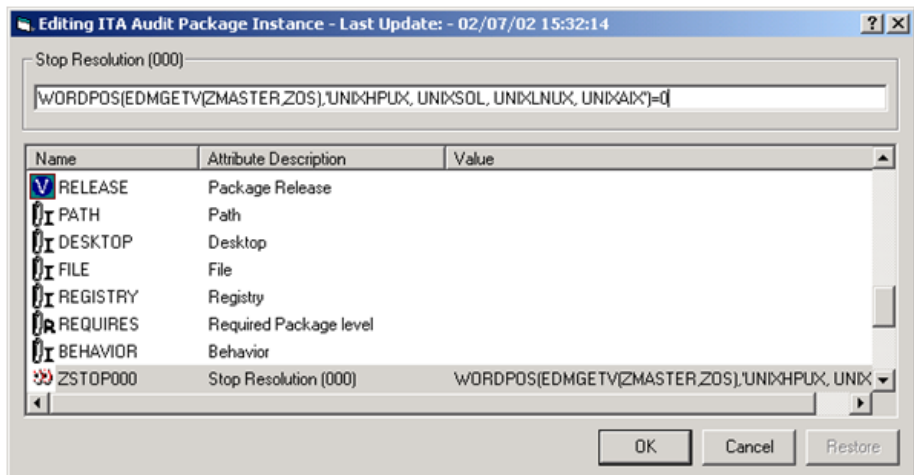 Editing ITA Audit Package Instance - Last Update: - 02/07/02 15:32:14
Stop Resolution (000)
WORDPOS(EDMGETV(ZMASTER,ZOS),'UNIXHPUX, UNIXSOL, UNIXLNUX, UNIXAIX')=0
Name Attribute Description Value
V RELEASE Package Release
I PATH Path
I DESKTOP Desktop
I FILE File
I REGISTRY Registry
R REQUIRES Required Package level
I BEHAVIOR Behavior
ZSTOP000 Stop Resolution (000) WORDPOS(EDMGETV(ZMASTER,ZOS),'UNIXHPUX, UNIX
OK Cancel Restore